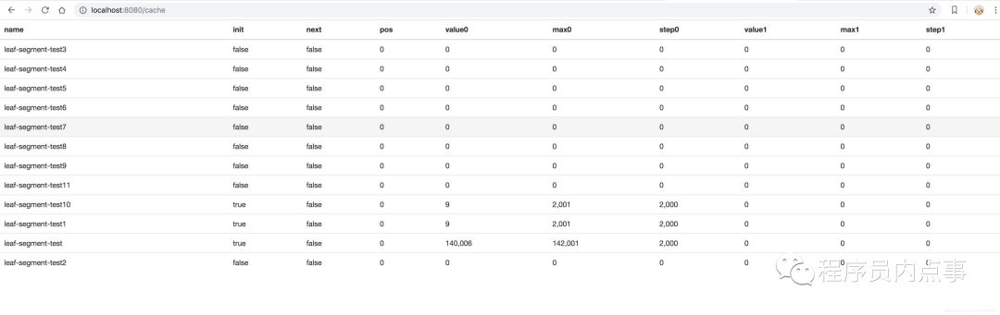 localhost:8080/cache
name init next pos value0 max0 step0 value1 max1 step1
leaf-segment-test3 false false 0 0 0 0 0 0 0
leaf-segment-test4 false false 0 0 0 0 0 0 0
leaf-segment-test5 false false 0 0 0 0 0 0 0
leaf-segment-test6 false false 0 0 0 0 0 0 0
leaf-segment-test7 false false 0 0 0 0 0 0 0
leaf-segment-test8 false false 0 0 0 0 0 0 0
leaf-segment-test9 false false 0 0 0 0 0 0 0
leaf-segment-test11 false false 0 0 0 0 0 0 0
leaf-segment-test10 true false 0 9 2,001 2,000 0 0 0
leaf-segment-test1 true false 0 9 2,001 2,000 0 0 0
leaf-segment-test true false 0 140,006 142,001 2,000 0 0 0
leaf-segment-test2 false false 0 0 0 0 0 0 0
程序员内点事